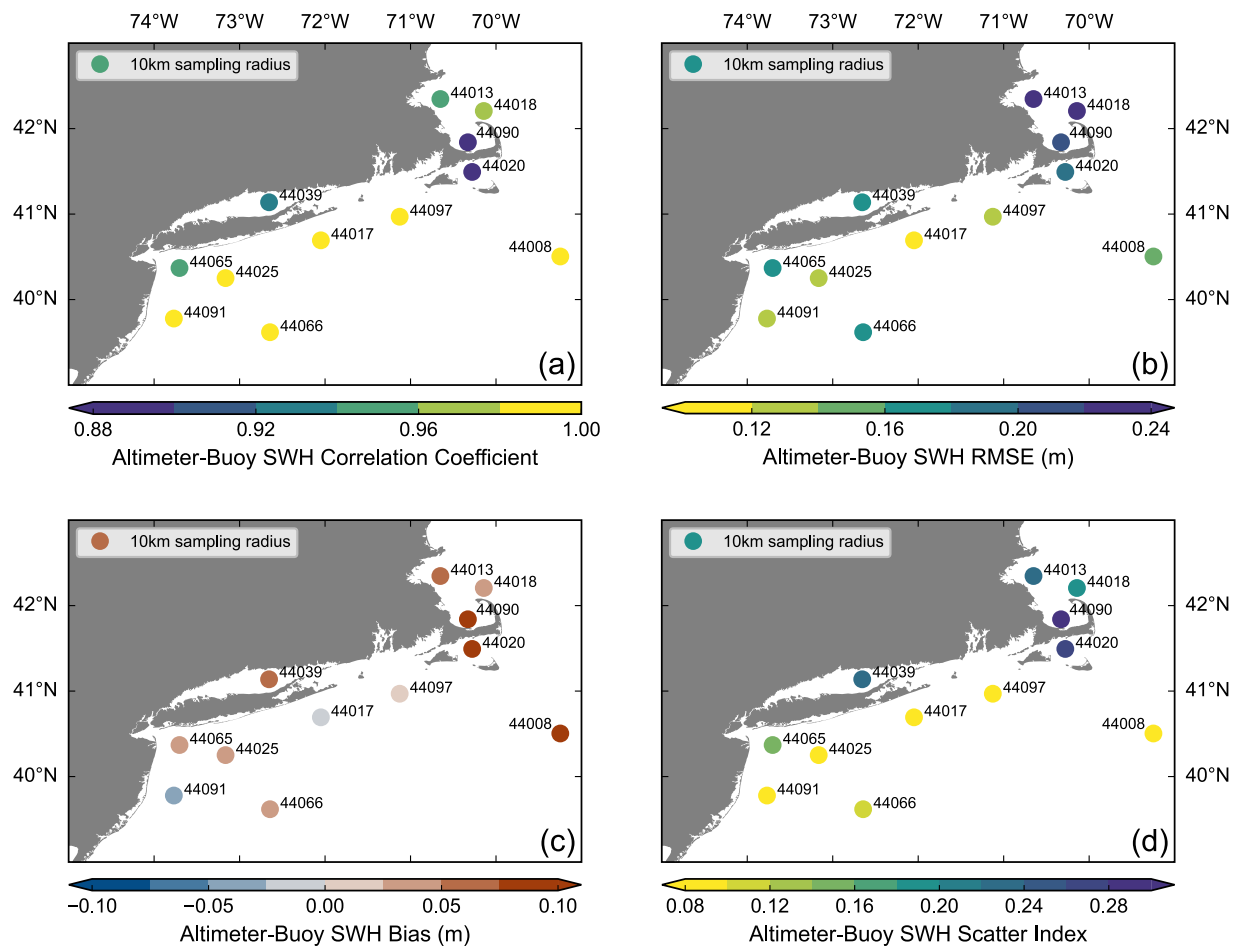 74°W 73°W 72°W 71°W 70°W
74°W 73°W 72°W 71°W 70°W
10km sampling radius
44013
44018
44090
44020
44039
44097
44017
44008
44065
44025
44091
44066
42°N
41°N
40°N
(a)
0.88 0.92 0.96 1.00
Altimeter-Buoy SWH Correlation Coefficient
10km sampling radius
44013
44018
44090
44020
44039
44097
44017
44008
44065
44025
44091
44066
42°N
41°N
40°N
(b)
0.12 0.16 0.20 0.24
Altimeter-Buoy SWH RMSE (m)
10km sampling radius
44013
44018
44090
44020
44039
44097
44017
44008
44065
44025
44091
44066
42°N
41°N
40°N
(c)
−0.10 −0.05 0.00 0.05 0.10
Altimeter-Buoy SWH Bias (m)
10km sampling radius
44013
44018
44090
44020
44039
44097
44017
44008
44065
44025
44091
44066
42°N
41°N
40°N
(d)
0.08 0.12 0.16 0.20 0.24 0.28
Altimeter-Buoy SWH Scatter Index